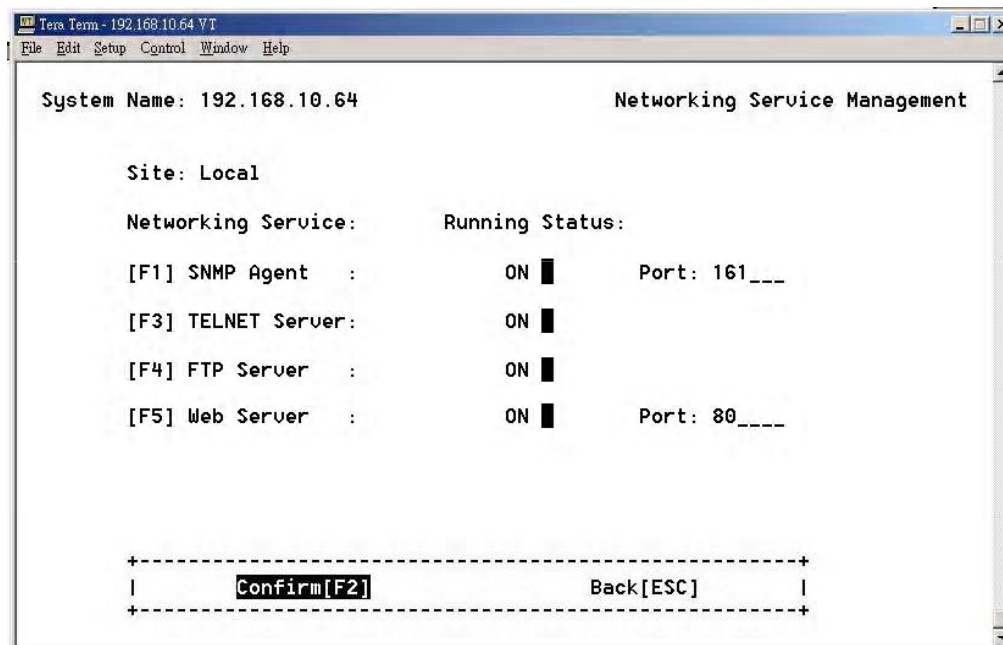 Tera Term - 192.168.10.64 VT
File Edit Setup Control Window Help
System Name: 192.168.10.64 Networking Service Management
Site: Local
Networking Service: Running Status:
[F1] SNMP Agent : ON Port: 161___
[F3] TELNET Server: ON
[F4] FTP Server : ON
[F5] Web Server : ON Port: 80____
Confirm[F2] Back[ESC]